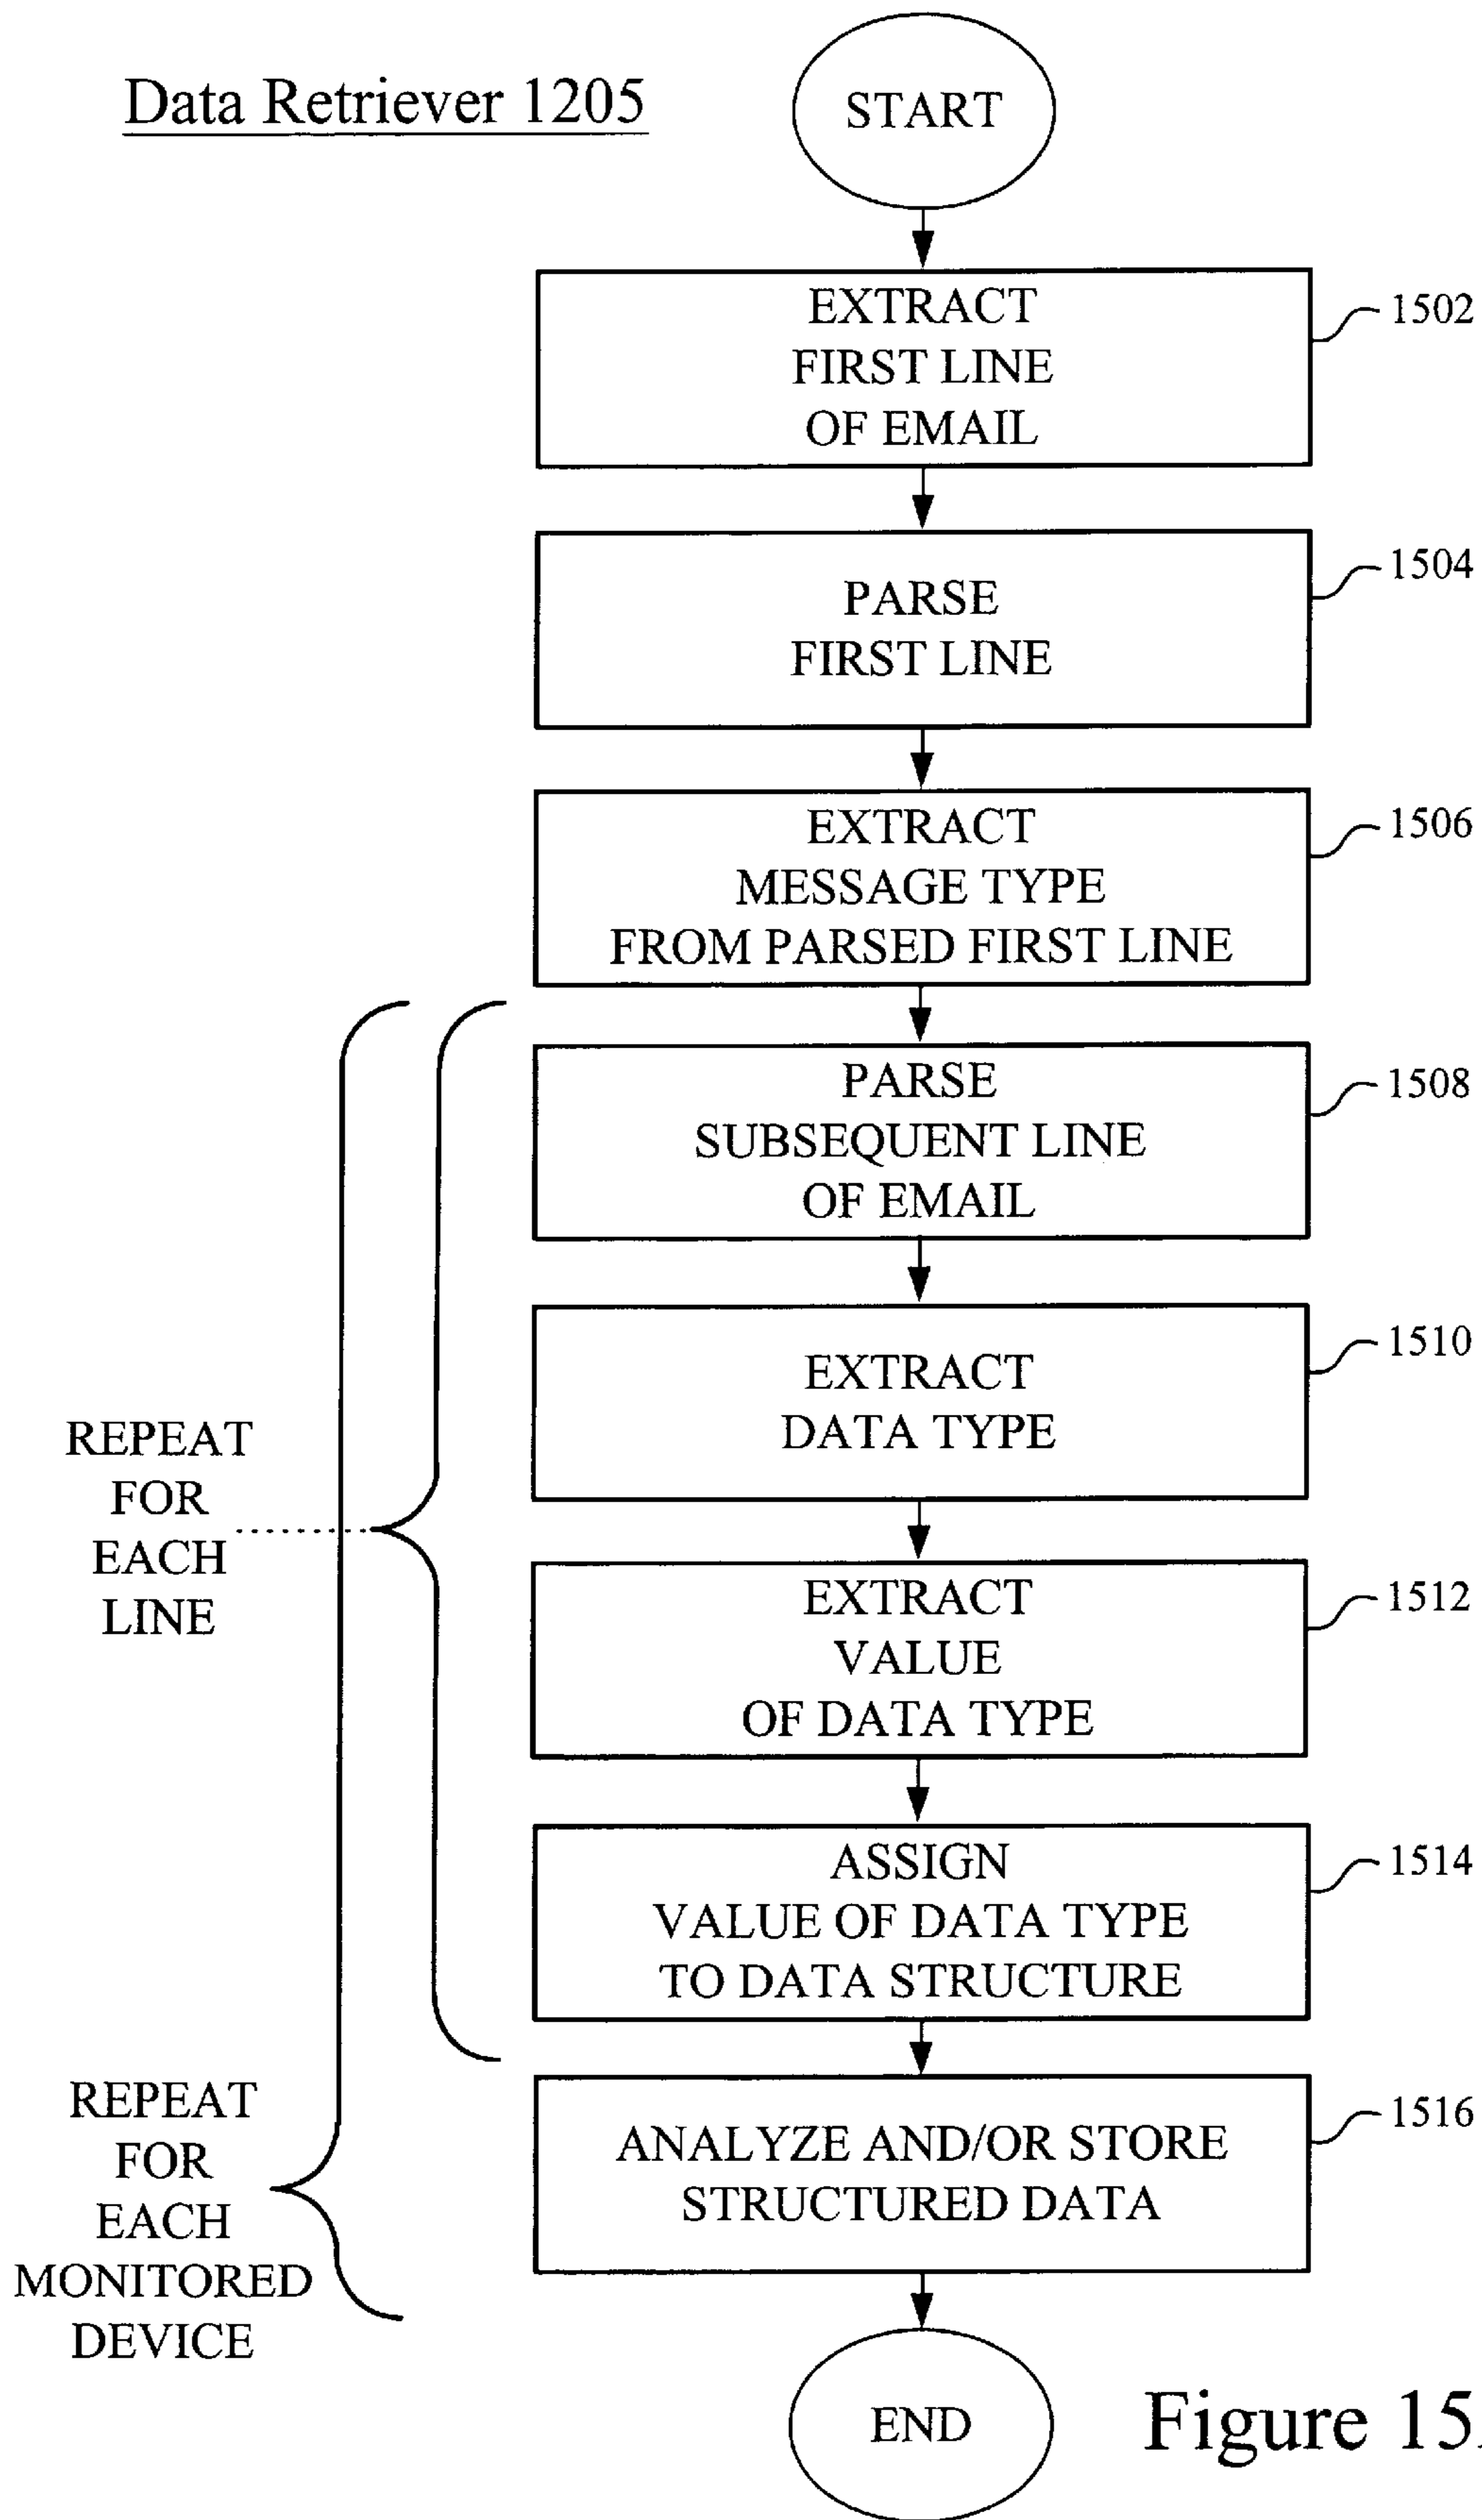 Data Retriever 1205
START
EXTRACT
FIRST LINE
OF EMAIL
1502
PARSE
FIRST LINE
1504
EXTRACT
MESSAGE TYPE
FROM PARSED FIRST LINE
1506
PARSE
SUBSEQUENT LINE
OF EMAIL
1508
EXTRACT
DATA TYPE
1510
REPEAT
FOR
EACH
LINE
EXTRACT
VALUE
OF DATA TYPE
1512
ASSIGN
VALUE OF DATA TYPE
TO DATA STRUCTURE
1514
REPEAT
FOR
EACH
MONITORED
DEVICE
ANALYZE AND/OR STORE
STRUCTURED DATA
1516
END
Figure 15